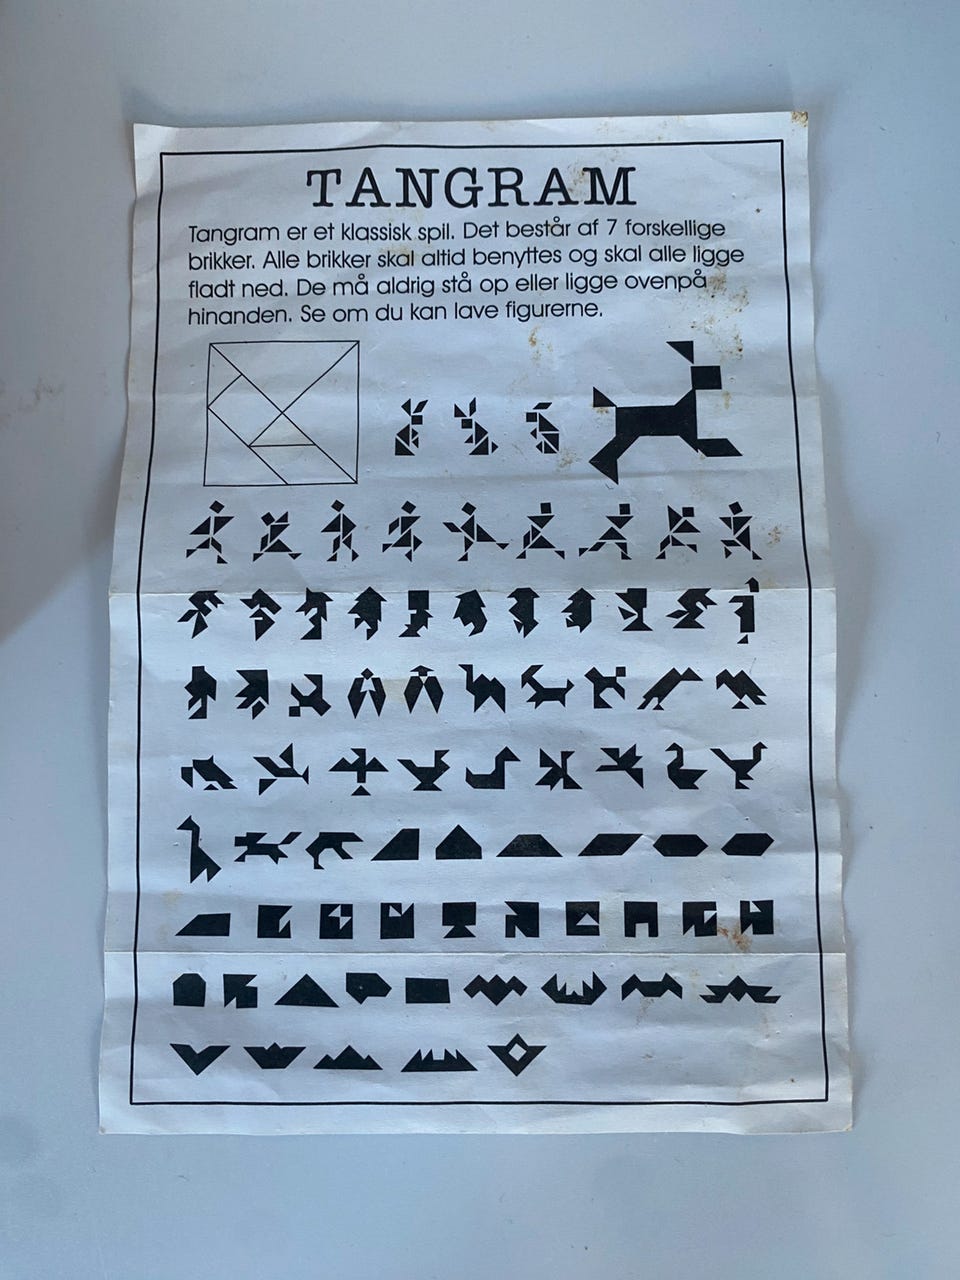 TANGRAM
Tangram er et klassisk spil. Det består af 7 forskellige
brikker. Alle brikker skal altid benyttes og skal alle ligge
fladt ned. De må aldrig stå op eller ligge ovenpå
hinanden. Se om du kan lave figurerne.